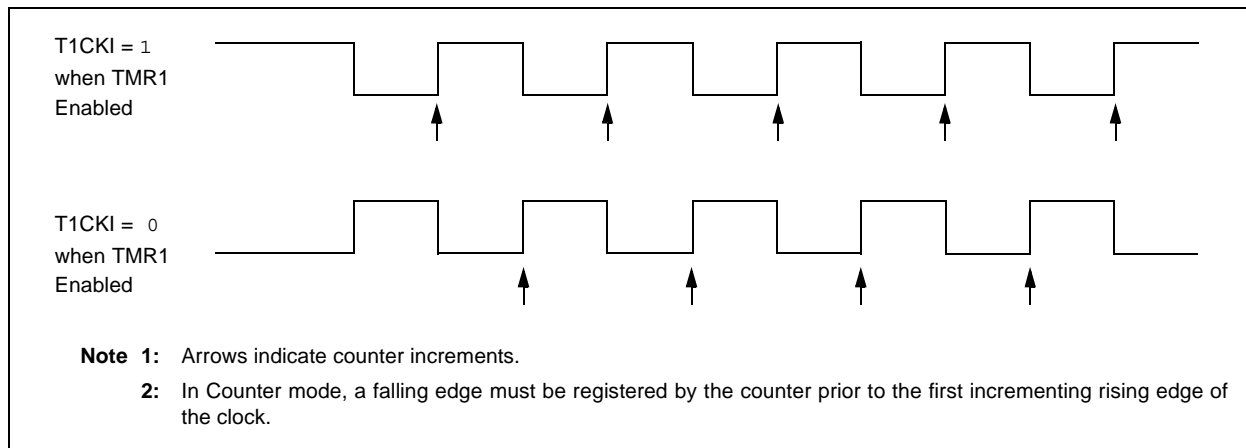 T1CKI = 1
when TMR1
Enabled
T1CKI = 0
when TMR1
Enabled
Note 1: Arrows indicate counter increments.
2: In Counter mode, a falling edge must be registered by the counter prior to the first incrementing rising edge of
the clock.